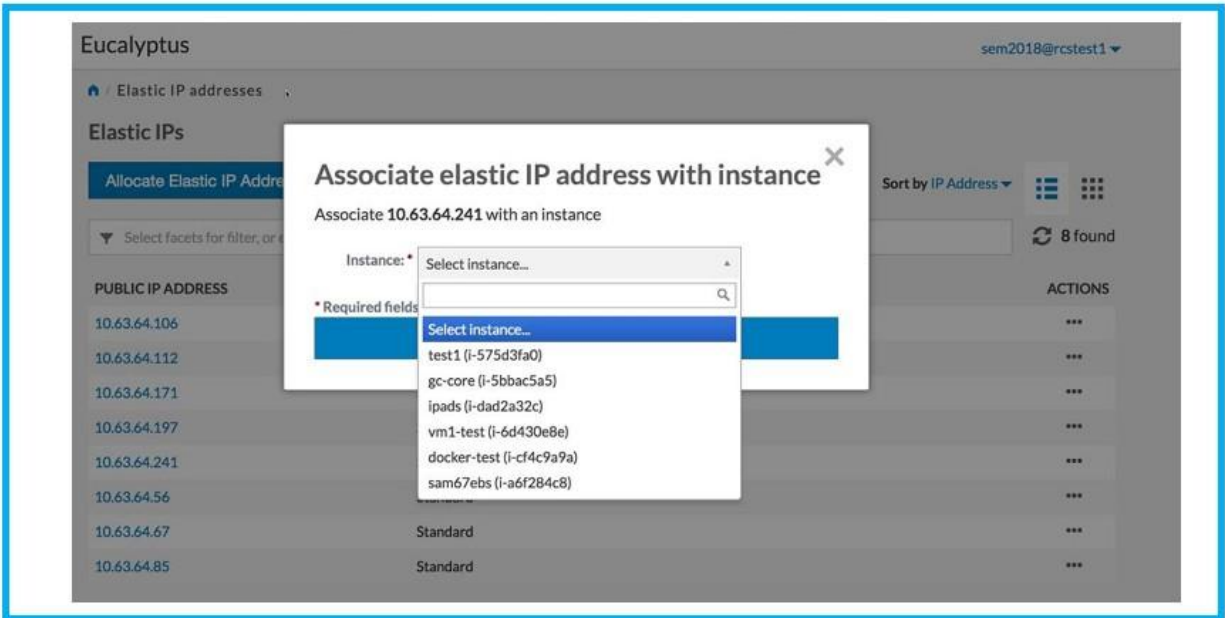 Eucalyptus
sem2018@rcstest1
/ Elastic IP addresses
Elastic IPs
Allocate Elastic IP Addre
Sort by IP Address
Select facets for filter, or e
8 found
PUBLIC IP ADDRESS
ACTIONS
10.63.64.106
10.63.64.112
10.63.64.171
10.63.64.197
10.63.64.241
10.63.64.56
10.63.64.67 Standard
10.63.64.85 Standard
Associate elastic IP address with instance
Associate 10.63.64.241 with an instance
Instance: * Select instance...
* Required fields
Select instance...
test1 (i-575d3fa0)
gc-core (i-5bbac5a5)
ipads (i-dad2a32c)
vm1-test (i-6d430e8e)
docker-test (i-cf4c9a9a)
sam67ebs (i-a6f284c8)